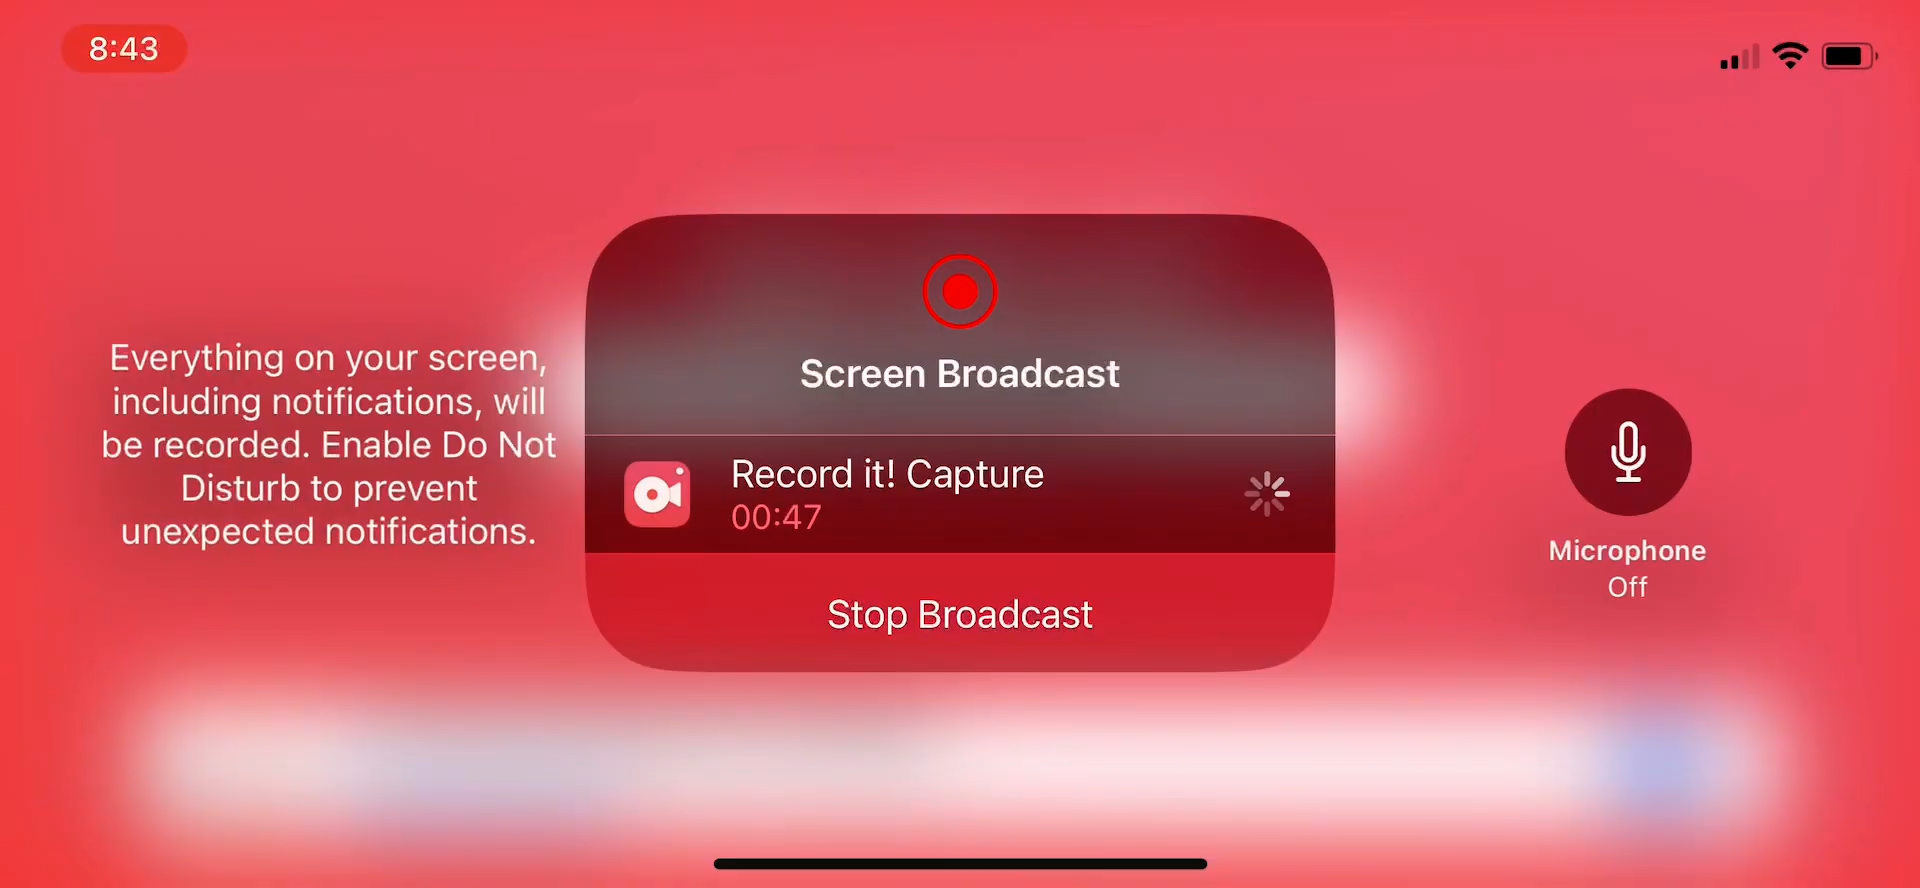 8:43
Everything on your screen,
including notifications, will
be recorded. Enable Do Not
Disturb to prevent
unexpected notifications.
Screen Broadcast
Record it! Capture
00:47
Stop Broadcast
Microphone
Off